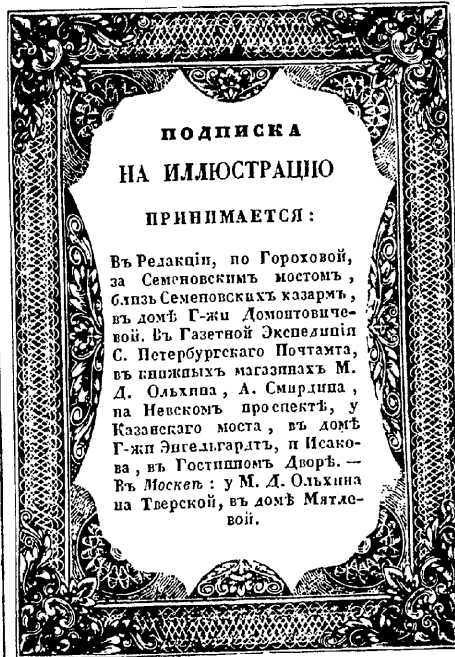 ПОДПИСКА
НА ИЛЛЮСТРАЦІЮ
ПРИНИМАЕТСЯ:
Въ Редакціи, по Гороховой,
за Семеновскимъ мостомъ,
близь Семеновскихъ казармъ,
въ домѣ Г-жи Домонтовиче-
вой. Въ Газетной Экспедиціи
С. Петербургскаго Почтамта,
въ книжныхъ магазинахъ М.
Д. Ольхина, А. Смирдина,
на Невскомъ проспектѣ, у
Казанскаго моста, въ домѣ
Г-жи Энгельгардтъ, и Исако-
ва, въ Гостинномъ Дворѣ. —
Въ Москвѣ: у М. Д. Ольхина
на Тверской, въ домѣ Мятле-
вой.